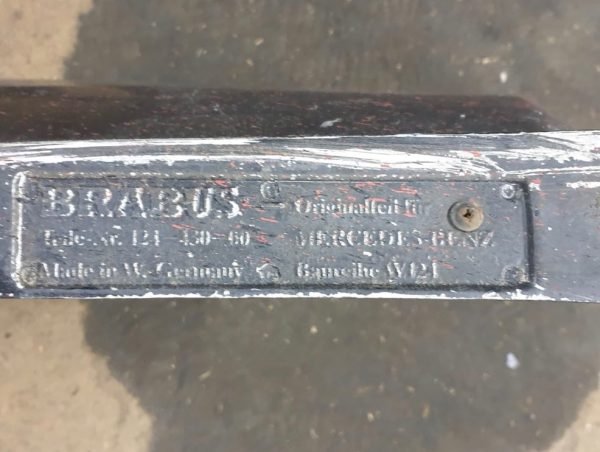 BRABUS
Teile-Nr. 124-430-60
Made in W.-Germany
Originalteil für
MERCEDES-BENZ
Baureihe W124